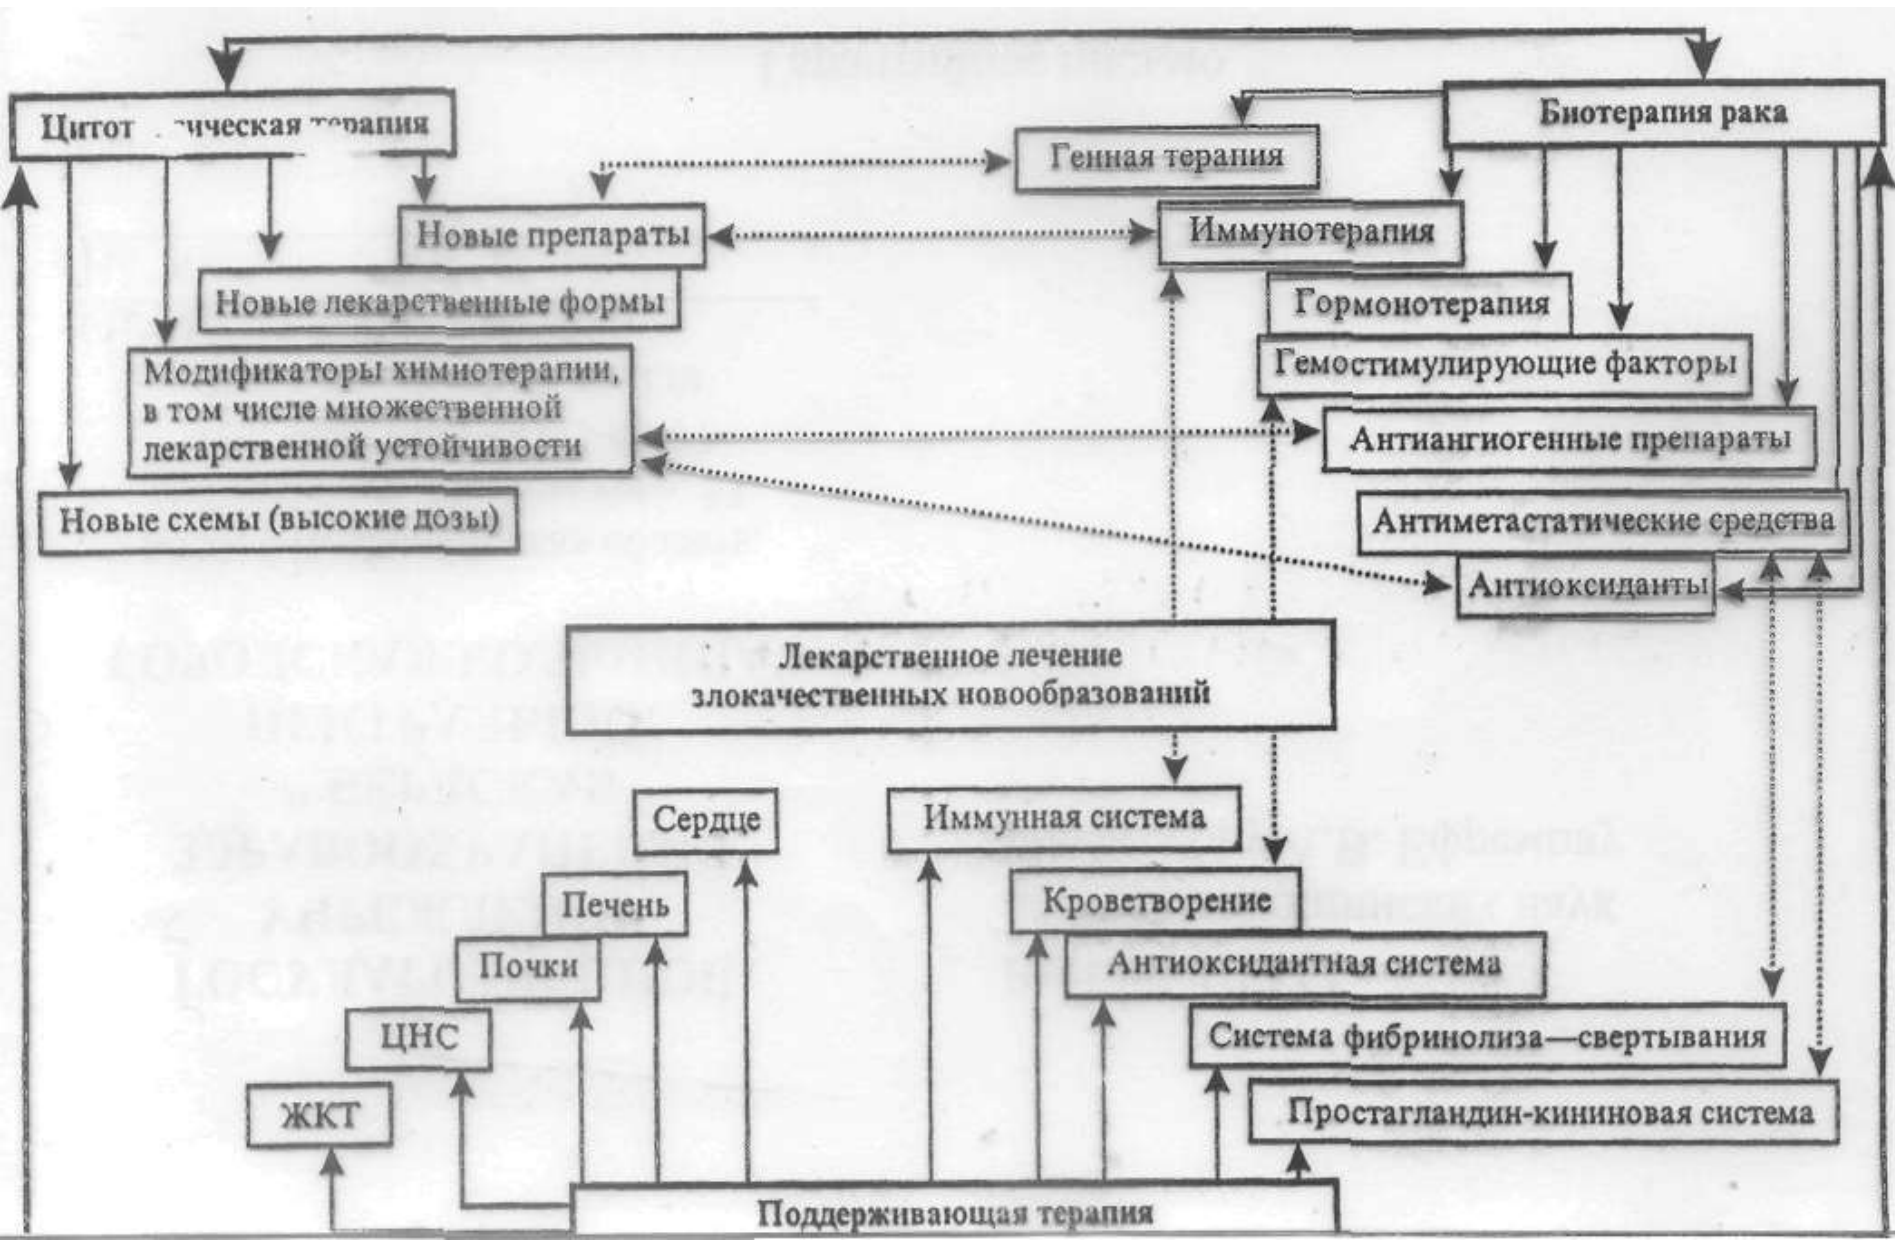 терапия
Биотерапия рака
Генная терапия
Новые препараты
Иммунотерапия
Новые лекарственные формы
Гормонотерапия
Модификаторы химиотерапии,
в том числе множественной
лекарственной устойчивости
Гемостимулирующие факторы
Антиангиогенные препараты
Новые схемы (высокие дозы)
Антиметастатические средства
Антиоксиданты
Лекарственное лечение
злокачественных новообразований
Сердце
Иммунная система
Печень
Кроветворение
Почки
Антиоксидантная система
ЦНС
Система фибринолиза—свертывания
ЖКТ
Простагландин-кининовая система
Поддерживающая терапия